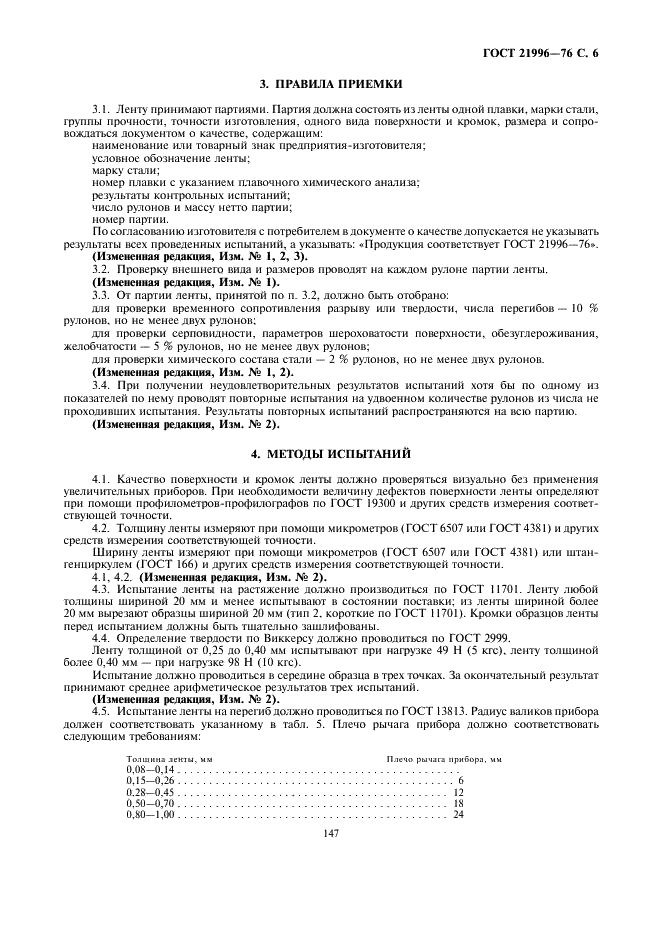 ГОСТ 21996—76 С. 6
3. ПРАВИЛА ПРИЕМКИ
3.1. Ленту принимают партиями. Партия должна состоять из ленты одной плавки, марки стали,
группы прочности, точности изготовления, одного вида поверхности и кромок, размера и сопро-
вождаться документом о качестве, содержащим:
наименование или товарный знак предприятия-изготовителя;
условное обозначение ленты;
марку стали;
номер плавки с указанием плавочного химического анализа;
результаты контрольных испытаний;
число рулонов и массу нетто партии;
номер партии.
По согласованию изготовителя с потребителем в документе о качестве допускается не указывать
результаты всех проведенных испытаний, а указывать: «Продукция соответствует ГОСТ 21996—76».
(Измененная редакция, Изм. № 1, 2, 3).
3.2. Проверку внешнего вида и размеров проводят на каждом рулоне партии ленты.
(Измененная редакция, Изм. № 1).
3.3. От партии ленты, принятой по п. 3.2, должно быть отобрано:
для проверки временного сопротивления разрыву или твердости, числа перегибов — 10 %
рулонов, но не менее двух рулонов;
для проверки серповидности, параметров шероховатости поверхности, обезуглероживания,
желобчатости — 5 % рулонов, но не менее двух рулонов;
для проверки химического состава стали — 2 % рулонов, но не менее двух рулонов.
(Измененная редакция, Изм. № 1, 2).
3.4. При получении неудовлетворительных результатов испытаний хотя бы по одному из
показателей по нему проводят повторные испытания на удвоенном количестве рулонов из числа не
проходивших испытания. Результаты повторных испытаний распространяются на всю партию.
(Измененная редакция, Изм. № 2).
4. МЕТОДЫ ИСПЫТАНИЙ
4.1. Качество поверхности и кромок ленты должно проверяться визуально без применения
увеличительных приборов. При необходимости величину дефектов поверхности ленты определяют
при помощи профилометров-профилографов по ГОСТ 19300 и других средств измерения соответ-
ствующей точности.
4.2. Толщину ленты измеряют при помощи микрометров (ГОСТ 6507 или ГОСТ 4381) и других
средств измерения соответствующей точности.
Ширину ленты измеряют при помощи микрометров (ГОСТ 6507 или ГОСТ 4381) или штан-
генциркулем (ГОСТ 166) и других средств измерения соответствующей точности.
4.1, 4.2. (Измененная редакция, Изм. № 2).
4.3. Испытание ленты на растяжение должно производиться по ГОСТ 11701. Ленту любой
толщины шириной 20 мм и менее испытывают в состоянии поставки; из ленты шириной более
20 мм вырезают образцы шириной 20 мм (тип 2, короткие по ГОСТ 11701). Кромки образцов ленты
перед испытанием должны быть тщательно зашлифованы.
4.4. Определение твердости по Виккерсу должно проводиться по ГОСТ 2999.
Ленту толщиной от 0,25 до 0,40 мм испытывают при нагрузке 49 Н (5 кгс), ленту толщиной
более 0,40 мм — при нагрузке 98 Н (10 кгс).
Испытание должно проводиться в середине образца в трех точках. За окончательный результат
принимают среднее арифметическое результатов трех испытаний.
(Измененная редакция, Изм. № 2).
4.5. Испытание ленты на перегиб должно проводиться по ГОСТ 13813. Радиус валиков прибора
должен соответствовать указанному в табл. 5. Плечо рычага прибора должно соответствовать
следующим требованиям:
Толщина ленты, мм Плечо рычага прибора, мм
0,08—0,14 . . . . . . . . . . . . . . . . . . . . . . . . . . . . . . . . . . . . . . . . . . . .
0,15—0,26 . . . . . . . . . . . . . . . . . . . . . . . . . . . . . . . . . . . . . . . . . . . . 6
0,28—0,45 . . . . . . . . . . . . . . . . . . . . . . . . . . . . . . . . . . . . . . . . . . . 12
0,50—0,70 . . . . . . . . . . . . . . . . . . . . . . . . . . . . . . . . . . . . . . . . . . . 18
0,80—1,00 . . . . . . . . . . . . . . . . . . . . . . . . . . . . . . . . . . . . . . . . . . . 24
147